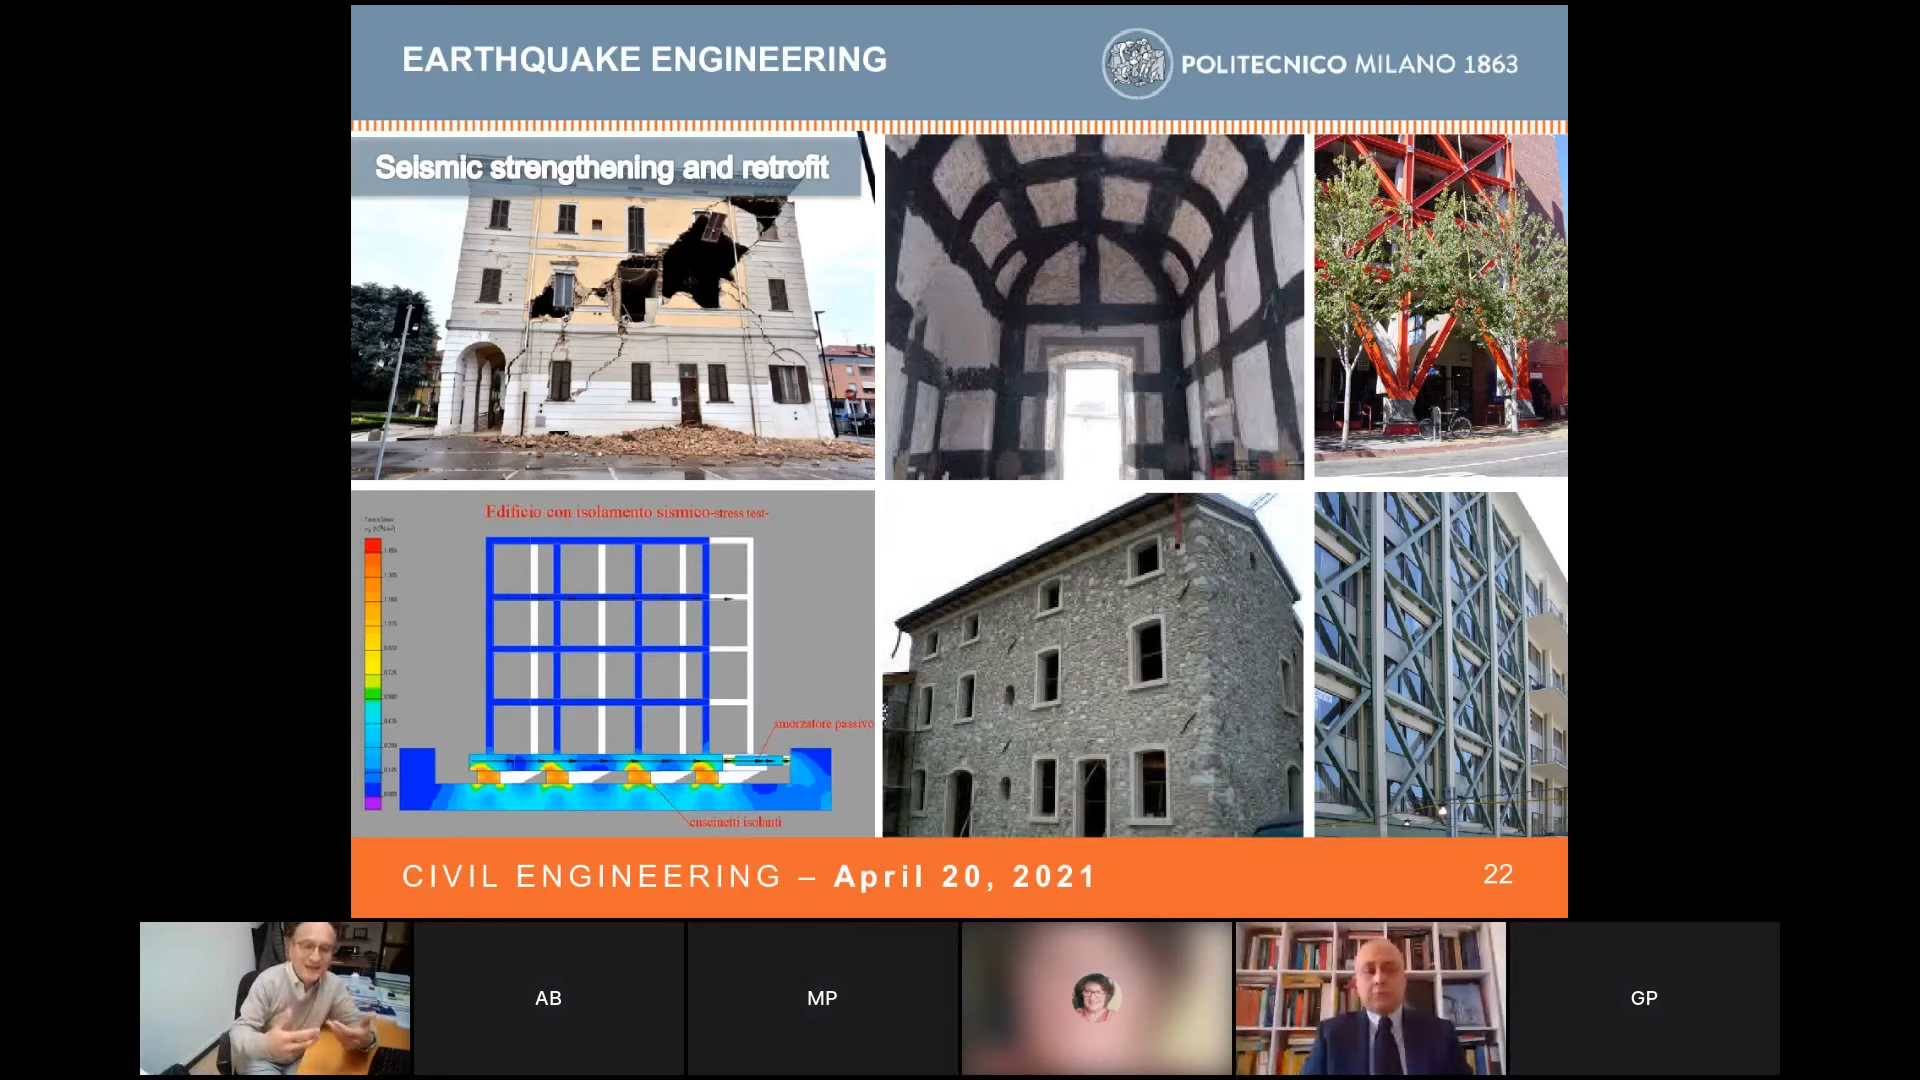 EARTHQUAKE ENGINEERING
POLITECNICO MILANO 1863
Seismic strengthening and retrofit
Edificio con isolamento sismico-stress test-
smorzatore passivo
cuscinetti isolanti
CIVIL ENGINEERING – April 20, 2021
22
AB
MP
GP